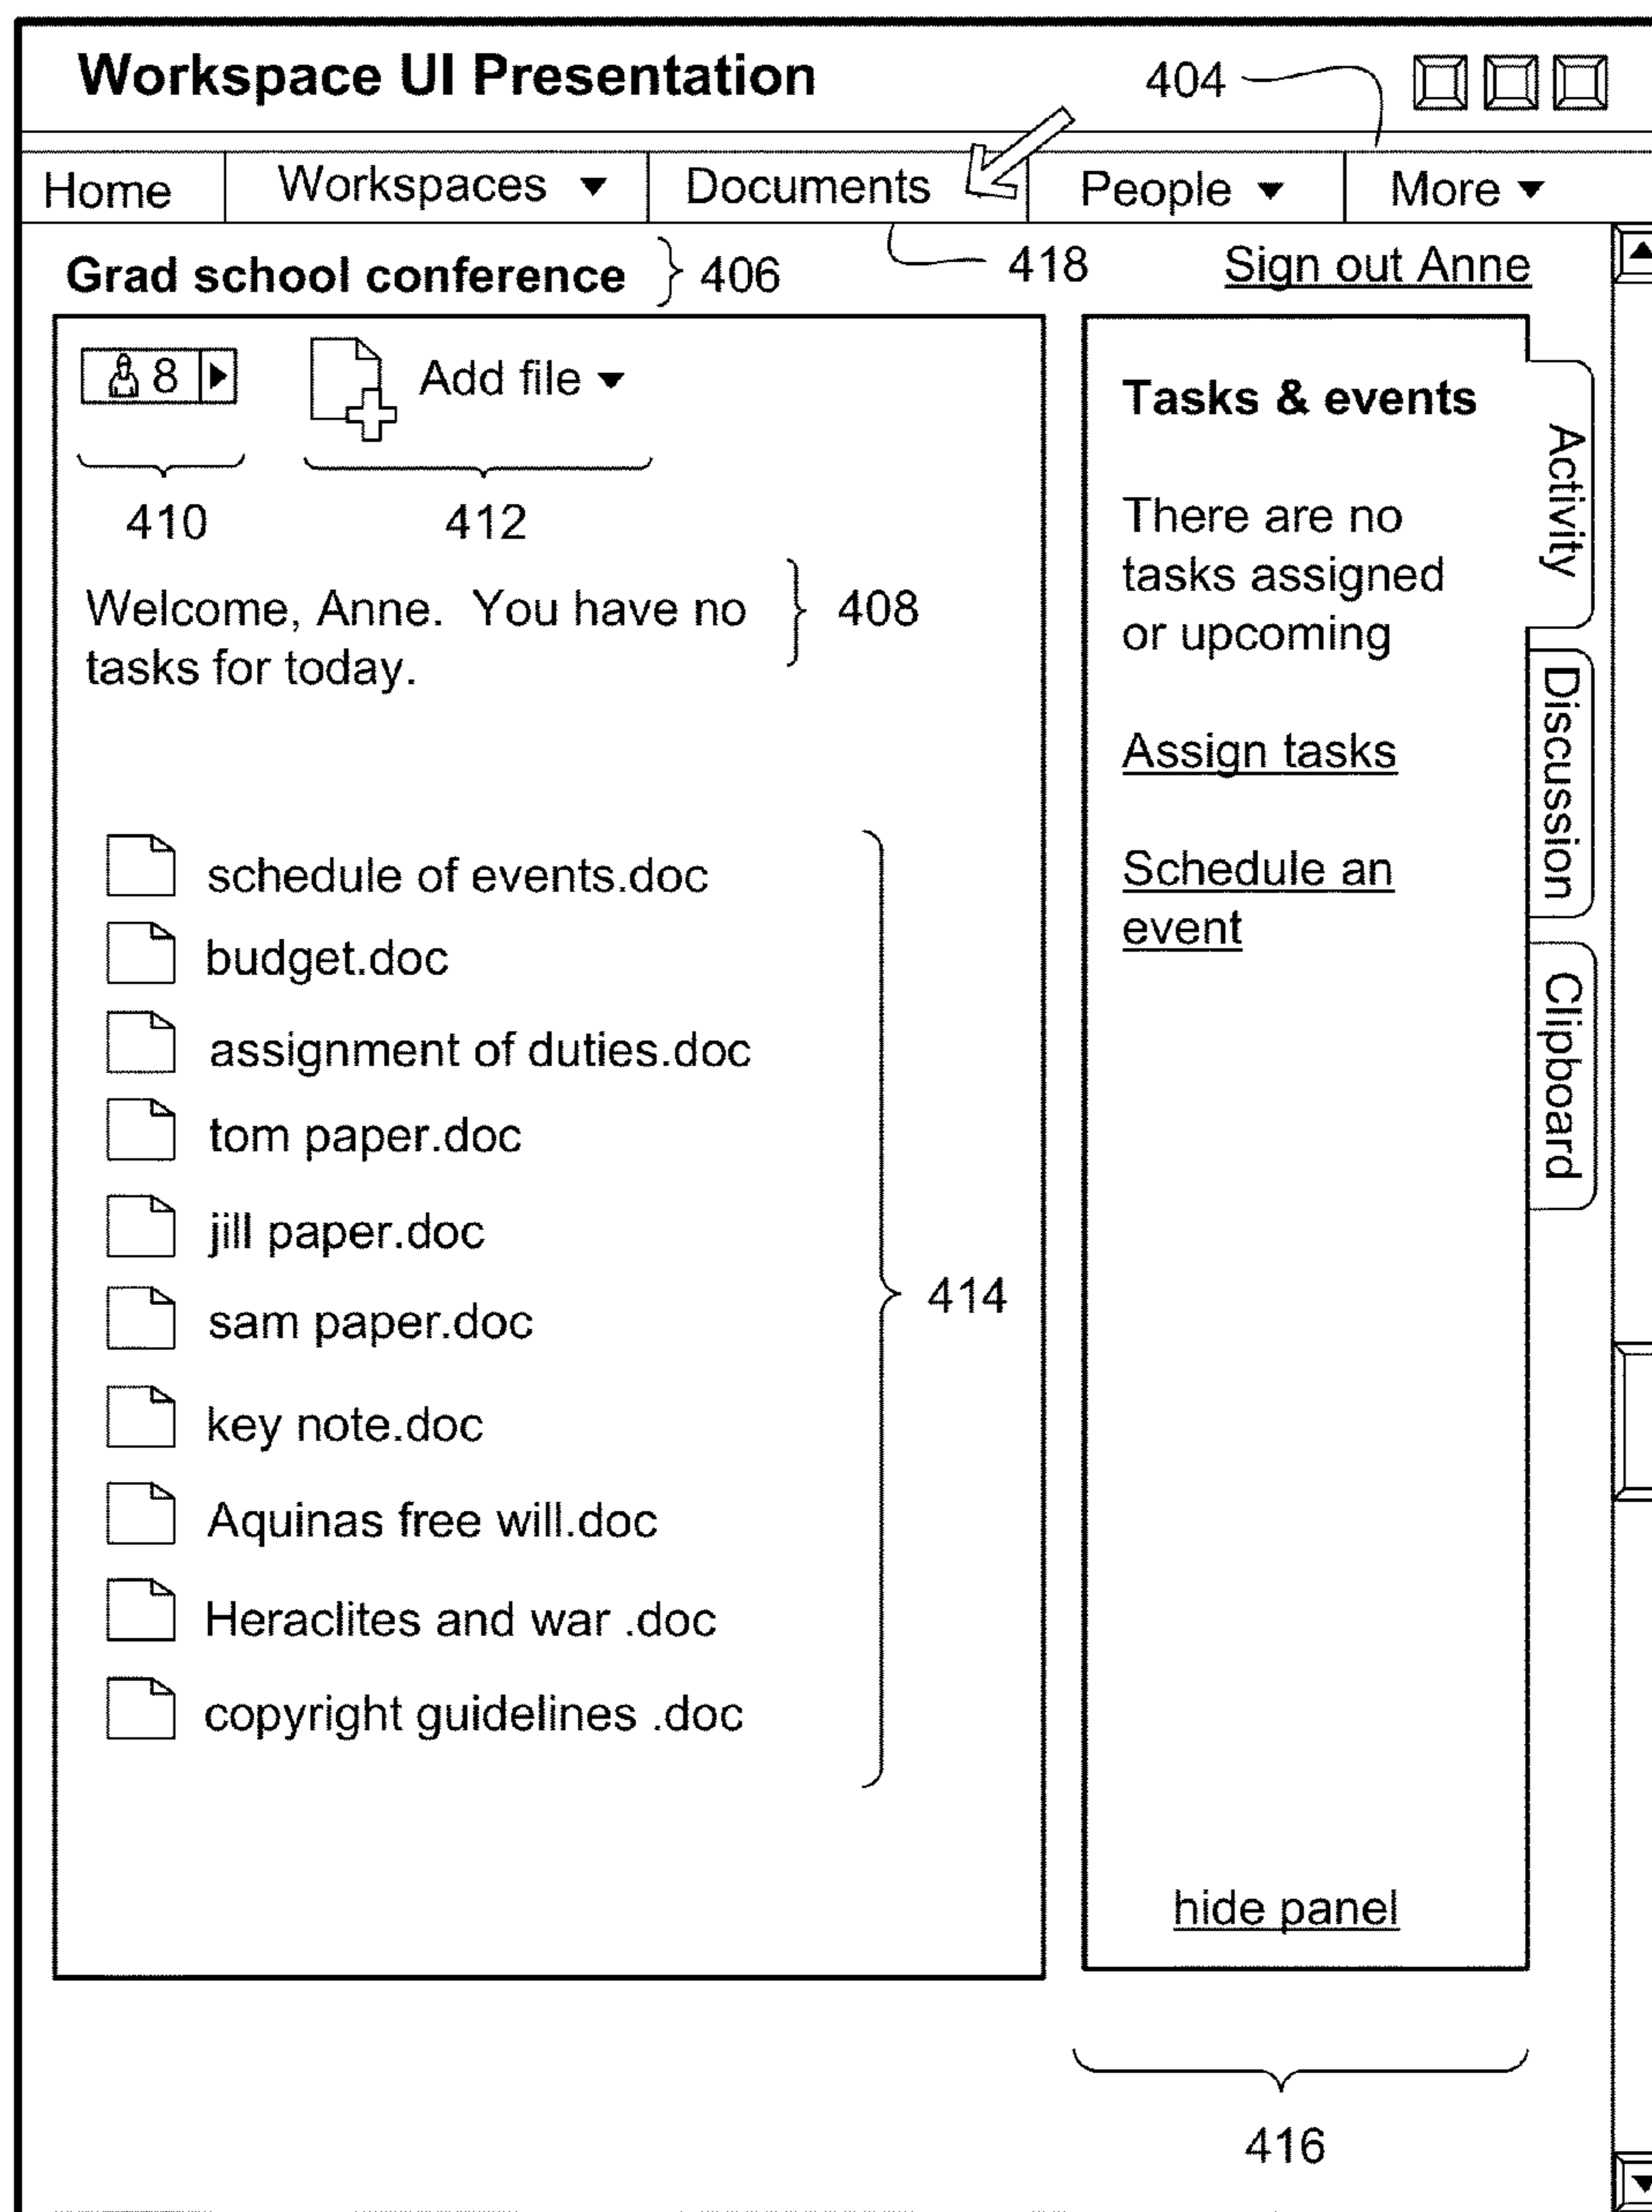 Workspace UI Presentation
404
Home
Workspaces
Documents
People
More
Grad school conference
406
418
Sign out Anne
8
Add file
410
412
Welcome, Anne. You have no
tasks for today.
408
schedule of events.doc
budget.doc
assignment of duties.doc
tom paper.doc
jill paper.doc
sam paper.doc
key note.doc
Aquinas free will.doc
Heraclites and war .doc
copyright guidelines .doc
414
Tasks & events
There are no
tasks assigned
or upcoming
Assign tasks
Schedule an
event
hide panel
Activity
Discussion
Clipboard
416